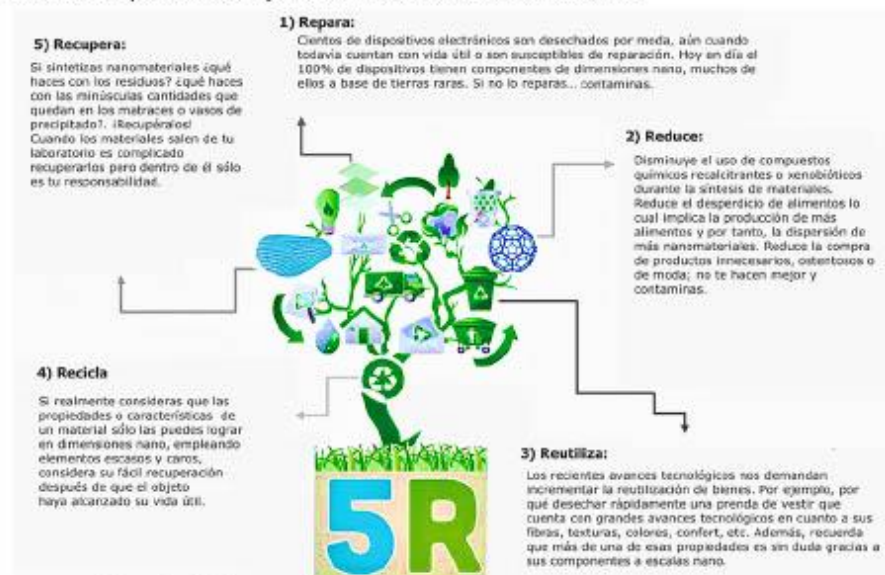 1) Repara:
Cientos de dispositivos electrónicos son desechados por moda, aún cuando
todavía cuentan con vida útil o son susceptibles de reparación. Hoy en día el
100% de dispositivos tienen componentes de dimensiones nano, muchos de
ellos a base de tierras raras. Si no lo reparas... contaminas.
2) Reduce:
Disminuye el uso de compuestos
químicos recalcitrantes o xenobióticos
durante la síntesis de materiales.
Reduce el desperdicio de alimentos lo
cual implica la producción de más
alimentos y por tanto, la dispersión de
más nanomateriales. Reduce la compra
de productos innecesarios, ostentosos o
de moda; no te hacen mejor y
contaminas.
3) Reutiliza:
Los recientes avances tecnológicos nos demandan
incrementar la reutilización de bienes. Por ejemplo, por
qué desechar rápidamente una prenda de vestir que
cuenta con grandes avances tecnológicos en cuanto a sus
fibras, texturas, colores, confort, etc. Además, recuerda
que más de una de esas propiedades es sin duda gracias a
sus componentes a escalas nano.
4) Recicla
Si realmente consideras que las
propiedades o características de
un material sólo las puedes lograr
en dimensiones nano, empleando
elementos escasos y caros,
considera su fácil recuperación
después de que el objeto
haya alcanzado su vida útil.
5) Recupera:
Si sintetizas nanomateriales ¿qué
haces con los residuos? ¿qué haces
con las minúsculas cantidades que
quedan en los matraces o vasos de
precipitado?. ¡Recupéralos!
Cuando los materiales salen de tu
laboratorio es complicado
recuperarlos pero dentro de él sólo
es tu responsabilidad.
5R